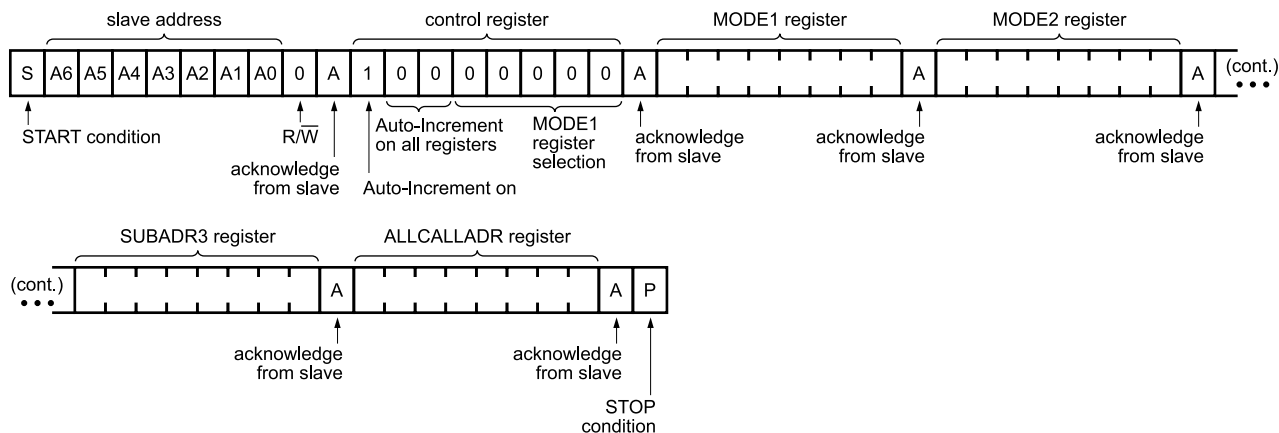 slave address
control register
MODE1 register
MODE2 register
S A6 A5 A4 A3 A2 A1 A0 0 A 1 0 0 0 0 0 0 0 A A A (cont.)
START condition
R/W̅
acknowledge
from slave
Auto-Increment
on all registers
Auto-Increment on
MODE1
register
selection
acknowledge
from slave
acknowledge
from slave
acknowledge
from slave
SUBADR3 register
ALLCALLADR register
(cont.) A A P
acknowledge
from slave
acknowledge
from slave
STOP
condition